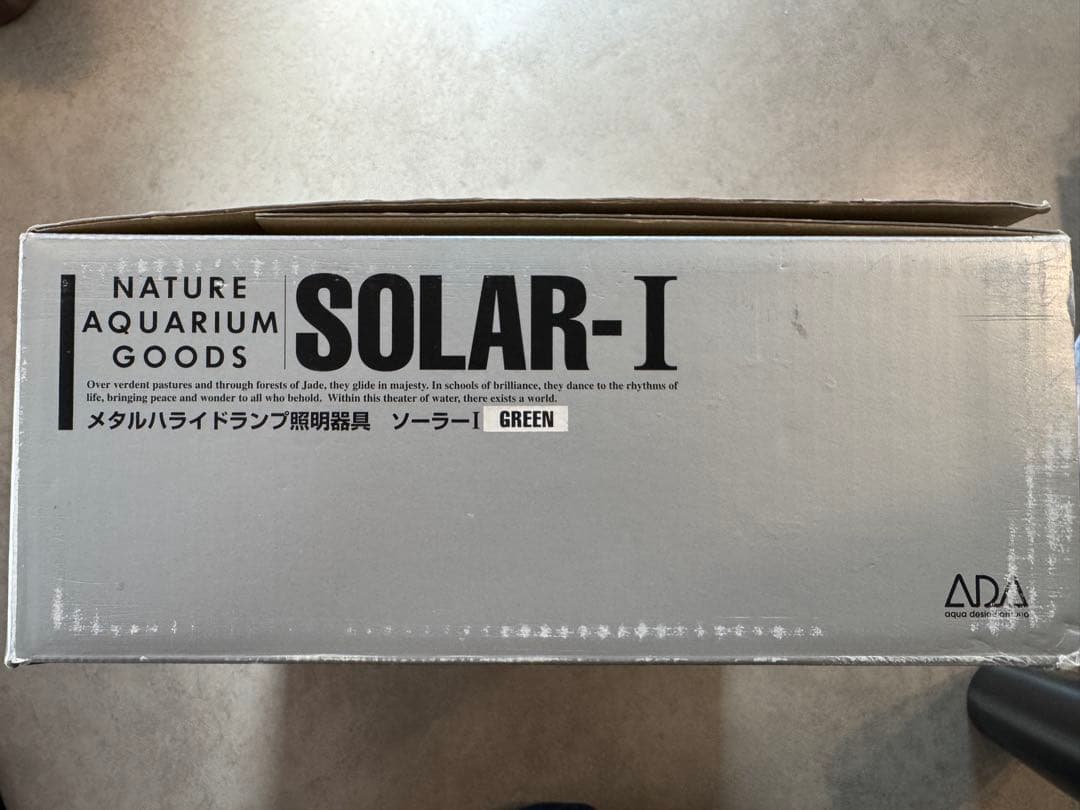 NATURE
AQUARIUM
GOODS
SOLAR-I
Over verdent pastures and through forests of Jade, they glide in majesty. In schools of brilliance, they dance to the rhythms of
life, bringing peace and wonder to all who behold. Within this theater of water, there exists a world.
メタルハライドランプ照明器具 ソーラーI GREEN
ADA
aqua design